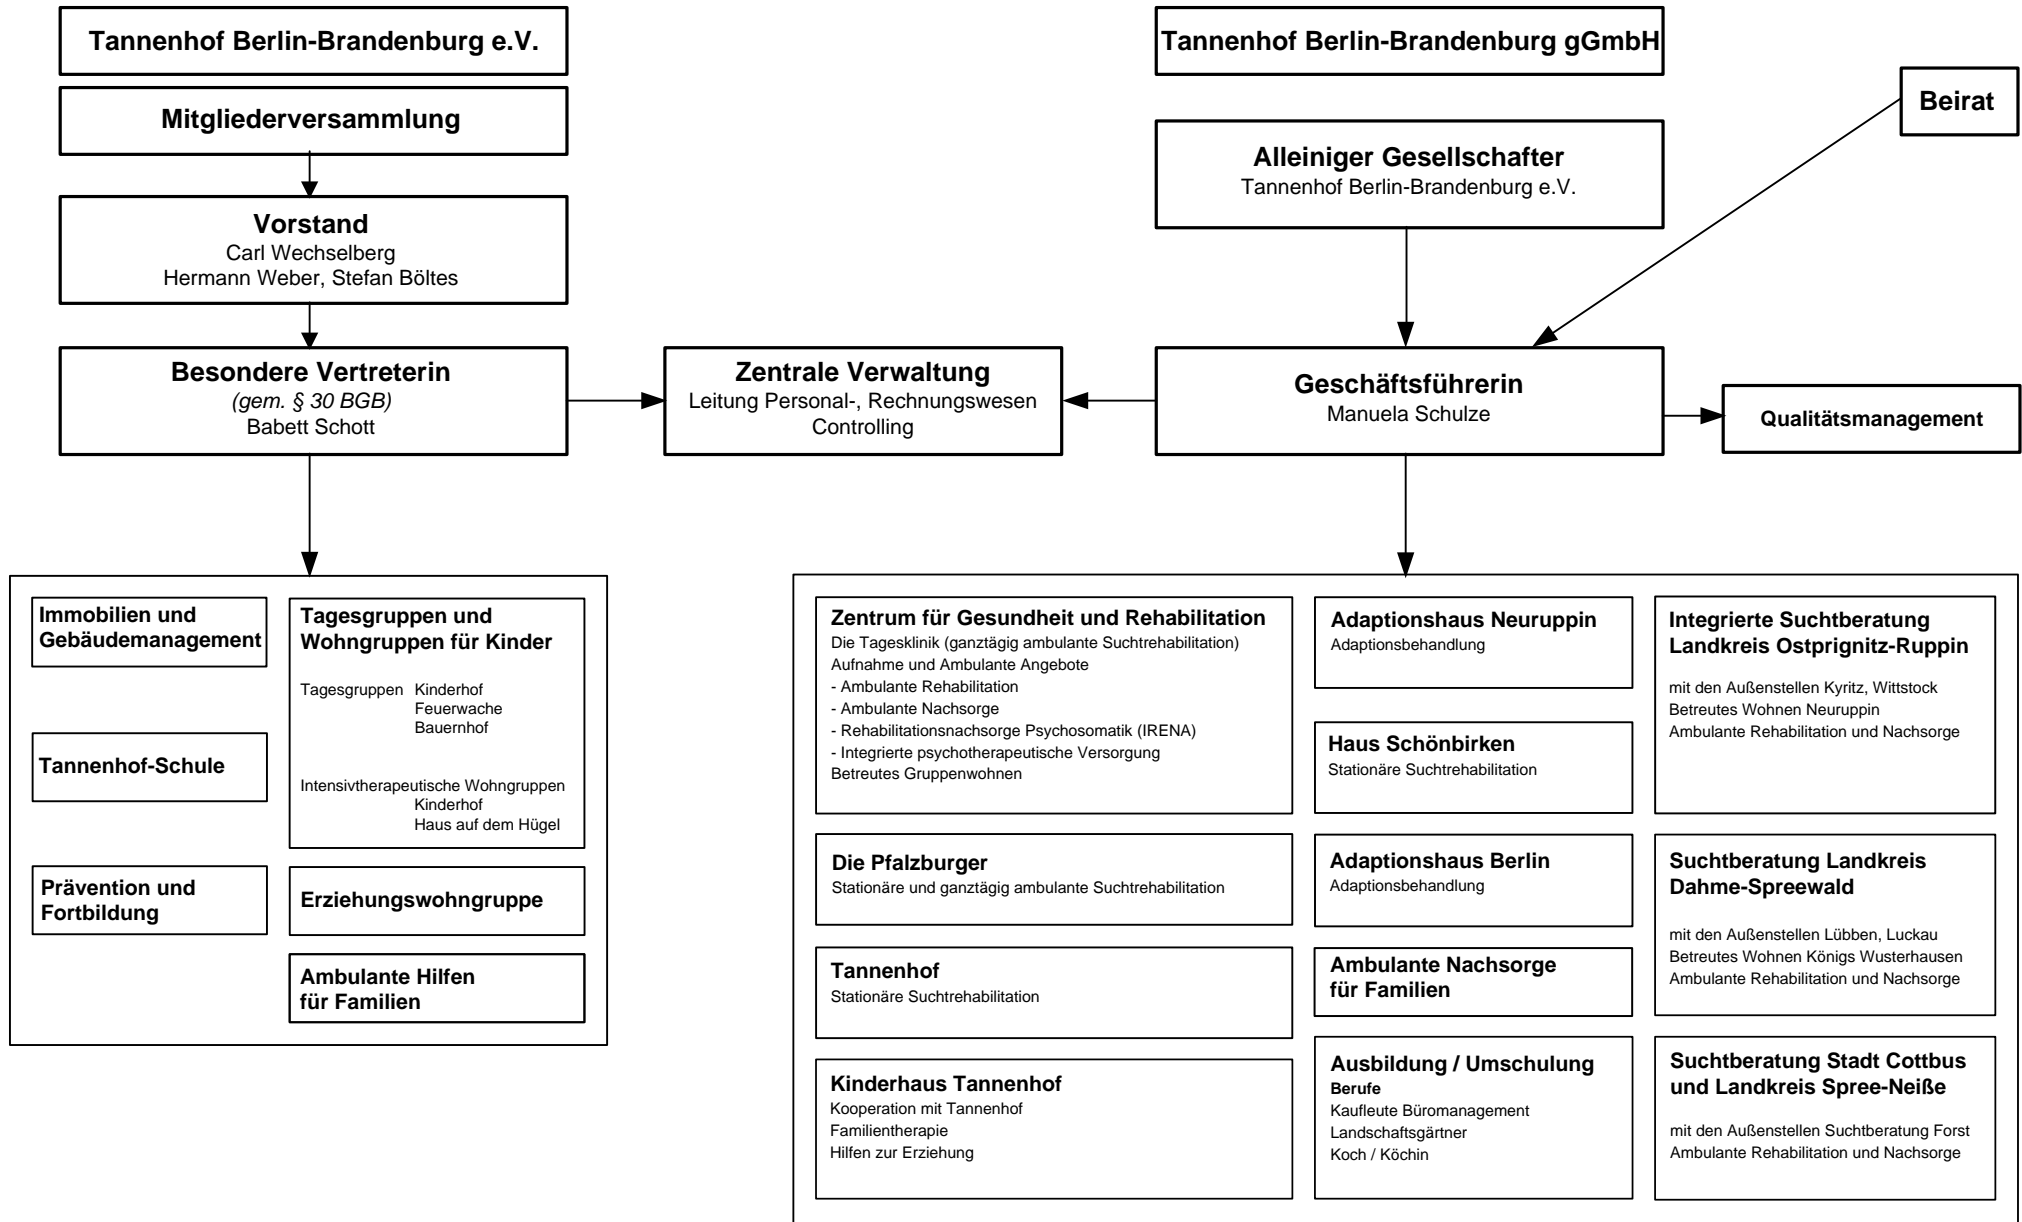 Tannenhof Berlin-Brandenburg e.V.
Mitgliederversammlung
Vorstand
Carl Wechselberg
Hermann Weber, Stefan Böltes
Besondere Vertreterin
(gem. § 30 BGB)
Babett Schott
Zentrale Verwaltung
Leitung Personal-, Rechnungswesen
Controlling
Tannenhof Berlin-Brandenburg gGmbH
Beirat
Alleiniger Gesellschafter
Tannenhof Berlin-Brandenburg e.V.
Geschäftsführerin
Manuela Schulze
Qualitätsmanagement
Immobilien und
Gebäudemanagement
Tannenhof-Schule
Prävention und
Fortbildung
Tagesgruppen und
Wohngruppen für Kinder
Tagesgruppen Kinderhof
Feuerwache
Bauernhof
Intensivtherapeutische Wohngruppen
Kinderhof
Haus auf dem Hügel
Erziehungswohngruppe
Ambulante Hilfen
für Familien
Zentrum für Gesundheit und Rehabilitation
Die Tagesklinik (ganztägig ambulante Suchtrehabilitation)
Aufnahme und Ambulante Angebote
- Ambulante Rehabilitation
- Ambulante Nachsorge
- Rehabilitationsnachsorge Psychosomatik (IRENA)
- Integrierte psychotherapeutische Versorgung
Betreutes Gruppenwohnen
Die Pfalzburger
Stationäre und ganztägig ambulante Suchtrehabilitation
Tannenhof
Stationäre Suchtrehabilitation
Kinderhaus Tannenhof
Kooperation mit Tannenhof
Familientherapie
Hilfen zur Erziehung
Adaptionshaus Neuruppin
Adaptionsbehandlung
Haus Schönbirken
Stationäre Suchtrehabilitation
Adaptionshaus Berlin
Adaptionsbehandlung
Ambulante Nachsorge
für Familien
Ausbildung / Umschulung
Berufe
Kaufleute Büromanagement
Landschaftsgärtner
Koch / Köchin
Integrierte Suchtberatung
Landkreis Ostprignitz-Ruppin
mit den Außenstellen Kyritz, Wittstock
Betreutes Wohnen Neuruppin
Ambulante Rehabilitation und Nachsorge
Suchtberatung Landkreis
Dahme-Spreewald
mit den Außenstellen Lübben, Luckau
Betreutes Wohnen Königs Wusterhausen
Ambulante Rehabilitation und Nachsorge
Suchtberatung Stadt Cottbus
und Landkreis Spree-Neiße
mit den Außenstellen Suchtberatung Forst
Ambulante Rehabilitation und Nachsorge